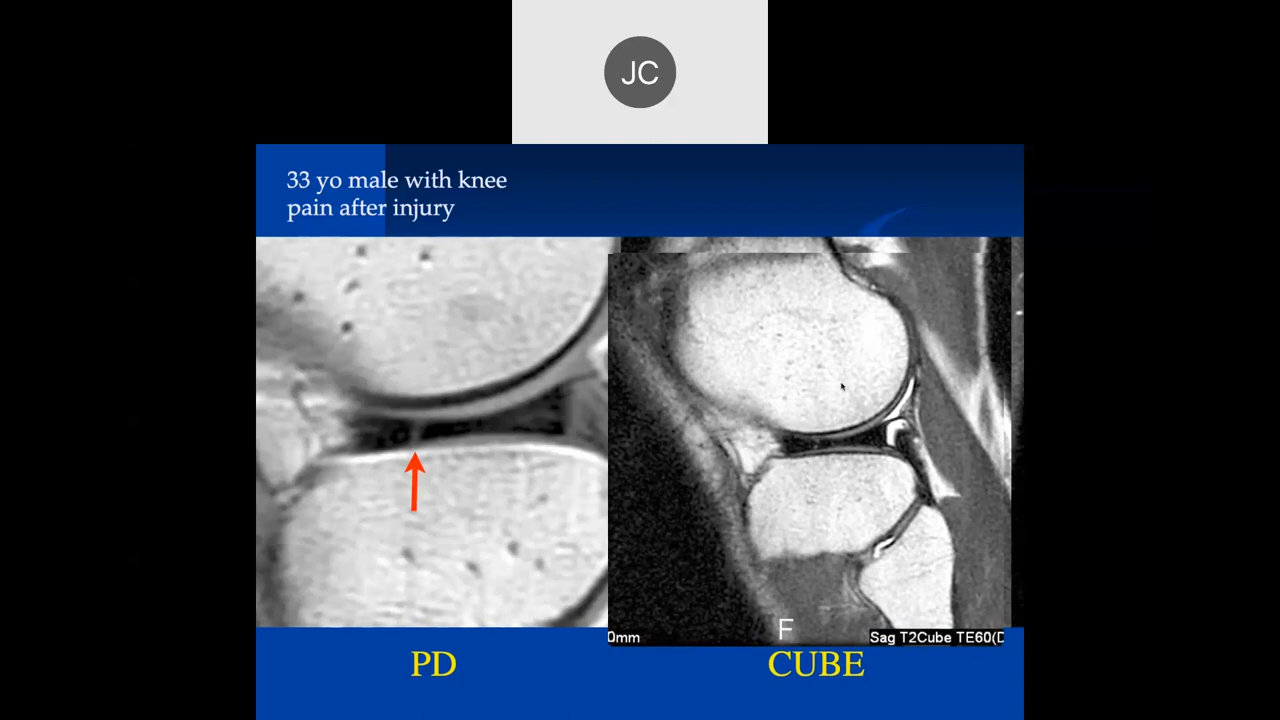 JC
33 yo male with knee
pain after injury
0mm
F
Sag T2Cube TE60(D
PD
CUBE